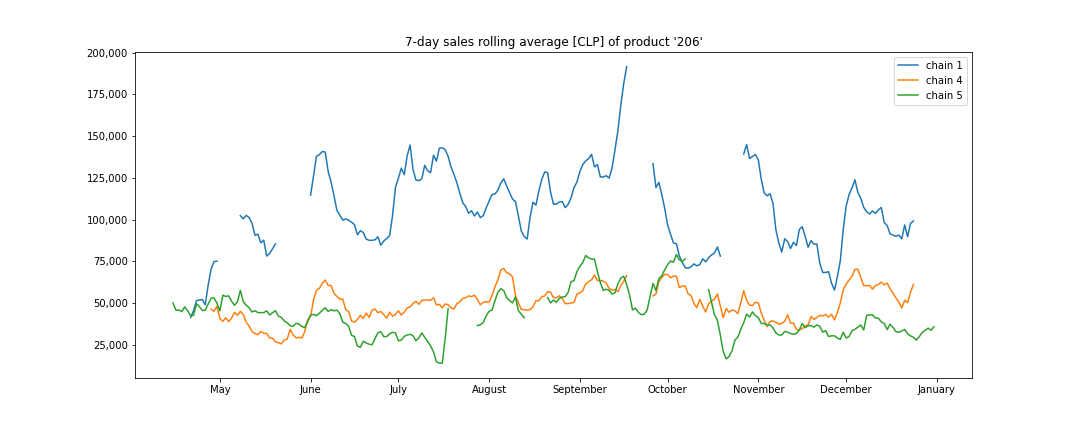 7-day sales rolling average [CLP] of product '206'
200,000
175,000
150,000
125,000
100,000
75,000
50,000
25,000
chain 1
chain 4
chain 5
May June July August September October November December January